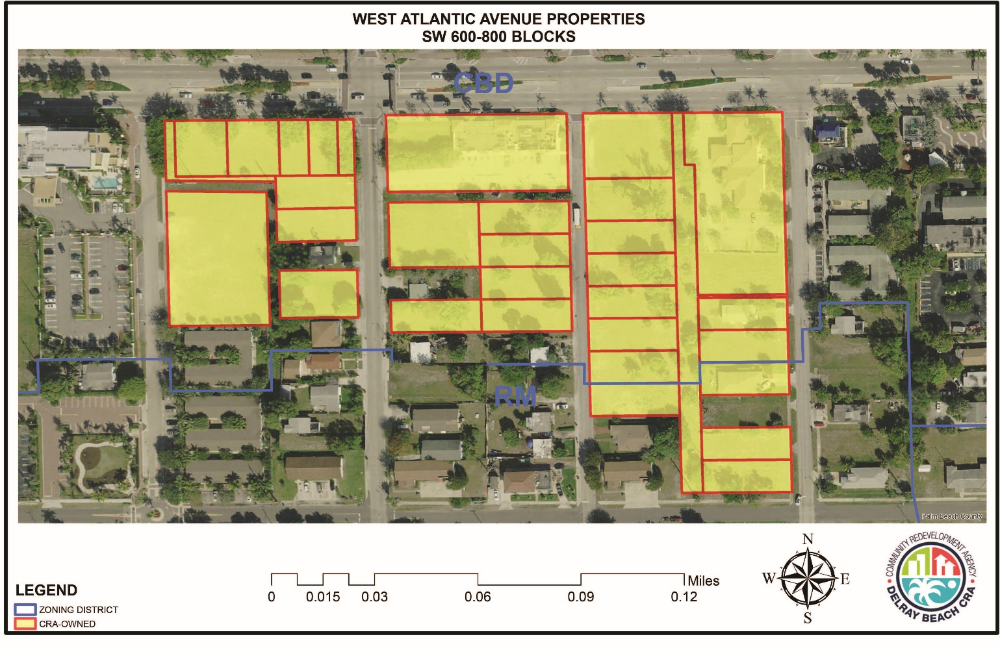 WEST ATLANTIC AVENUE PROPERTIES
SW 600-800 BLOCKS
CBD
RM
Palm Beach County
LEGEND
ZONING DISTRICT
CRA-OWNED
0 0.015 0.03 0.06 0.09 0.12
Miles
N
W E
S
COMMUNITY REDEVELOPMENT AGENCY
• DELRAY BEACH CRA •